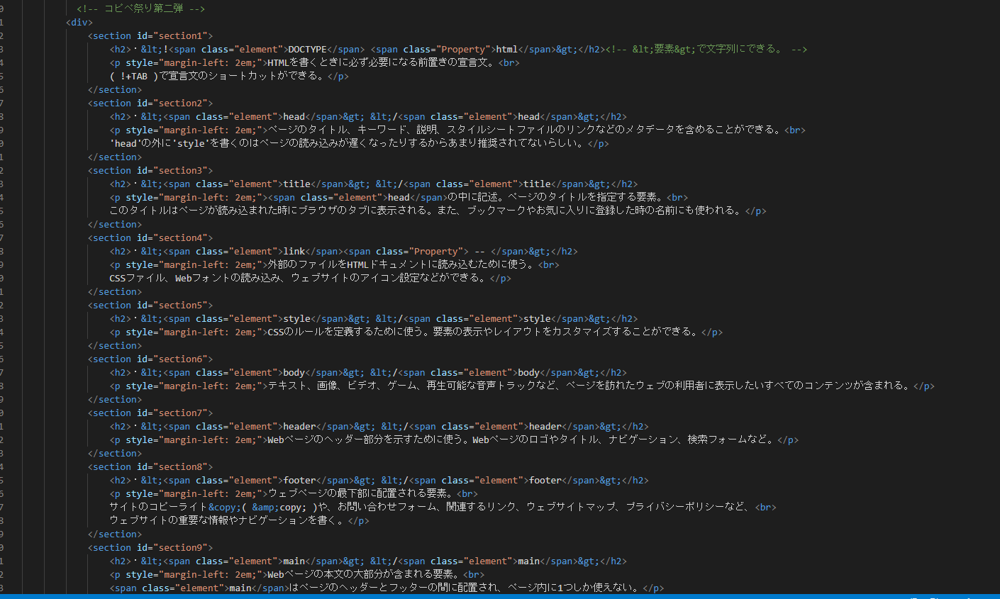 <!-- コピペ祭り第二弾 -->
<div>
<section id="section1">
<h2>・&lt;!<span class="element">DOCTYPE</span> <span class="Property">html</span>&gt;</h2><!-- &lt;要素&gt;で文字列にできる。 -->
<p style="margin-left: 2em;">HTMLを書くときに必ず必要になる前置きの宣言文。<br>
( !+TAB )で宣言文のショートカットができる。</p>
</section>
<section id="section2">
<h2>・&lt;<span class="element">head</span>&gt; &lt;/<span class="element">head</span>&gt;</h2>
<p style="margin-left: 2em;">ページのタイトル、キーワード、説明、スタイルシートファイルのリンクなどのメタデータを含めることができる。<br>
'head'の外に'style'を書くのはページの読み込みが遅くなったりするからあまり推奨されてないらしい。</p>
</section>
<section id="section3">
<h2>・&lt;<span class="element">title</span>&gt; &lt;/<span class="element">title</span>&gt;</h2>
<p style="margin-left: 2em;"><span class="element">head</span>の中に記述。ページのタイトルを指定する要素。<br>
このタイトルはページが読み込まれた時にブラウザのタブに表示される。また、ブックマークやお気に入りに登録した時の名前にも使われる。</p>
</section>
<section id="section4">
<h2>・&lt;<span class="element">link</span><span class="Property"> -- </span>&gt;</h2>
<p style="margin-left: 2em;">外部のファイルをHTMLドキュメントに読み込むために使う。<br>
CSSファイル、Webフォントの読み込み、ウェブサイトのアイコン設定などができる。</p>
</section>
<section id="section5">
<h2>・&lt;<span class="element">style</span>&gt; &lt;/<span class="element">style</span>&gt;</h2>
<p style="margin-left: 2em;">CSSのルールを定義するために使う。要素の表示やレイアウトをカスタマイズすることができる。</p>
</section>
<section id="section6">
<h2>・&lt;<span class="element">body</span>&gt; &lt;/<span class="element">body</span>&gt;</h2>
<p style="margin-left: 2em;">テキスト、画像、ビデオ、ゲーム、再生可能な音声トラックなど、ページを訪れたウェブの利用者に表示したいすべてのコンテンツが含まれる。</p>
</section>
<section id="section7">
<h2>・&lt;<span class="element">header</span>&gt; &lt;/<span class="element">header</span>&gt;</h2>
<p style="margin-left: 2em;">Webページのヘッダー部分を示すために使う。Webページのロゴやタイトル、ナビゲーション、検索フォームなど。</p>
</section>
<section id="section8">
<h2>・&lt;<span class="element">footer</span>&gt; &lt;/<span class="element">footer</span>&gt;</h2>
<p style="margin-left: 2em;">ウェブページの最下部に配置される要素。<br>
サイトのコピーライト&copy;( &amp;copy; )や、お問い合わせフォーム、関連するリンク、ウェブサイトマップ、プライバシーポリシーなど、<br>
ウェブサイトの重要な情報やナビゲーションを書く。</p>
</section>
<section id="section9">
<h2>・&lt;<span class="element">main</span>&gt; &lt;/<span class="element">main</span>&gt;</h2>
<p style="margin-left: 2em;">Webページの本文の大部分が含まれる要素。<br>
<span class="element">main</span>はページのヘッダーとフッターの間に配置され、ページ内に1つしか使えない。</p>